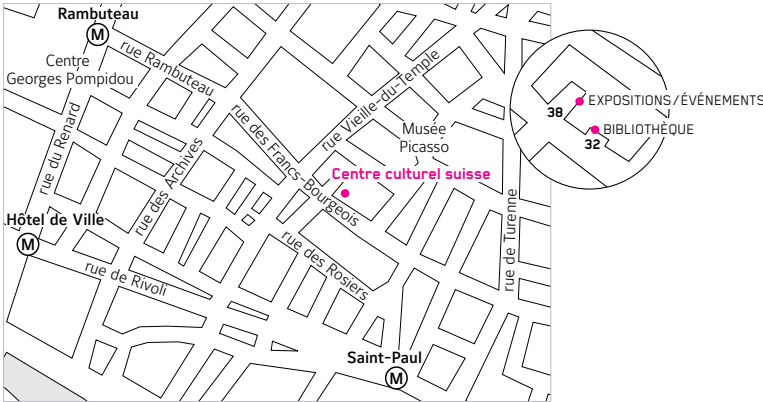 Rambuteau
M
Centre
Georges Pompidou
rue Rambuteau
rue du Renard
rue des Archives
rue des Francs-Bourgeois
rue Vieille-du-Temple
Musée
Picasso
Centre culturel suisse
EXPOSITIONS/ÉVÉNEMENTS
38
BIBLIOTHÈQUE
32
Hôtel de Ville
M
rue de Rivoli
rue des Rosiers
rue de Turenne
Saint-Paul
M